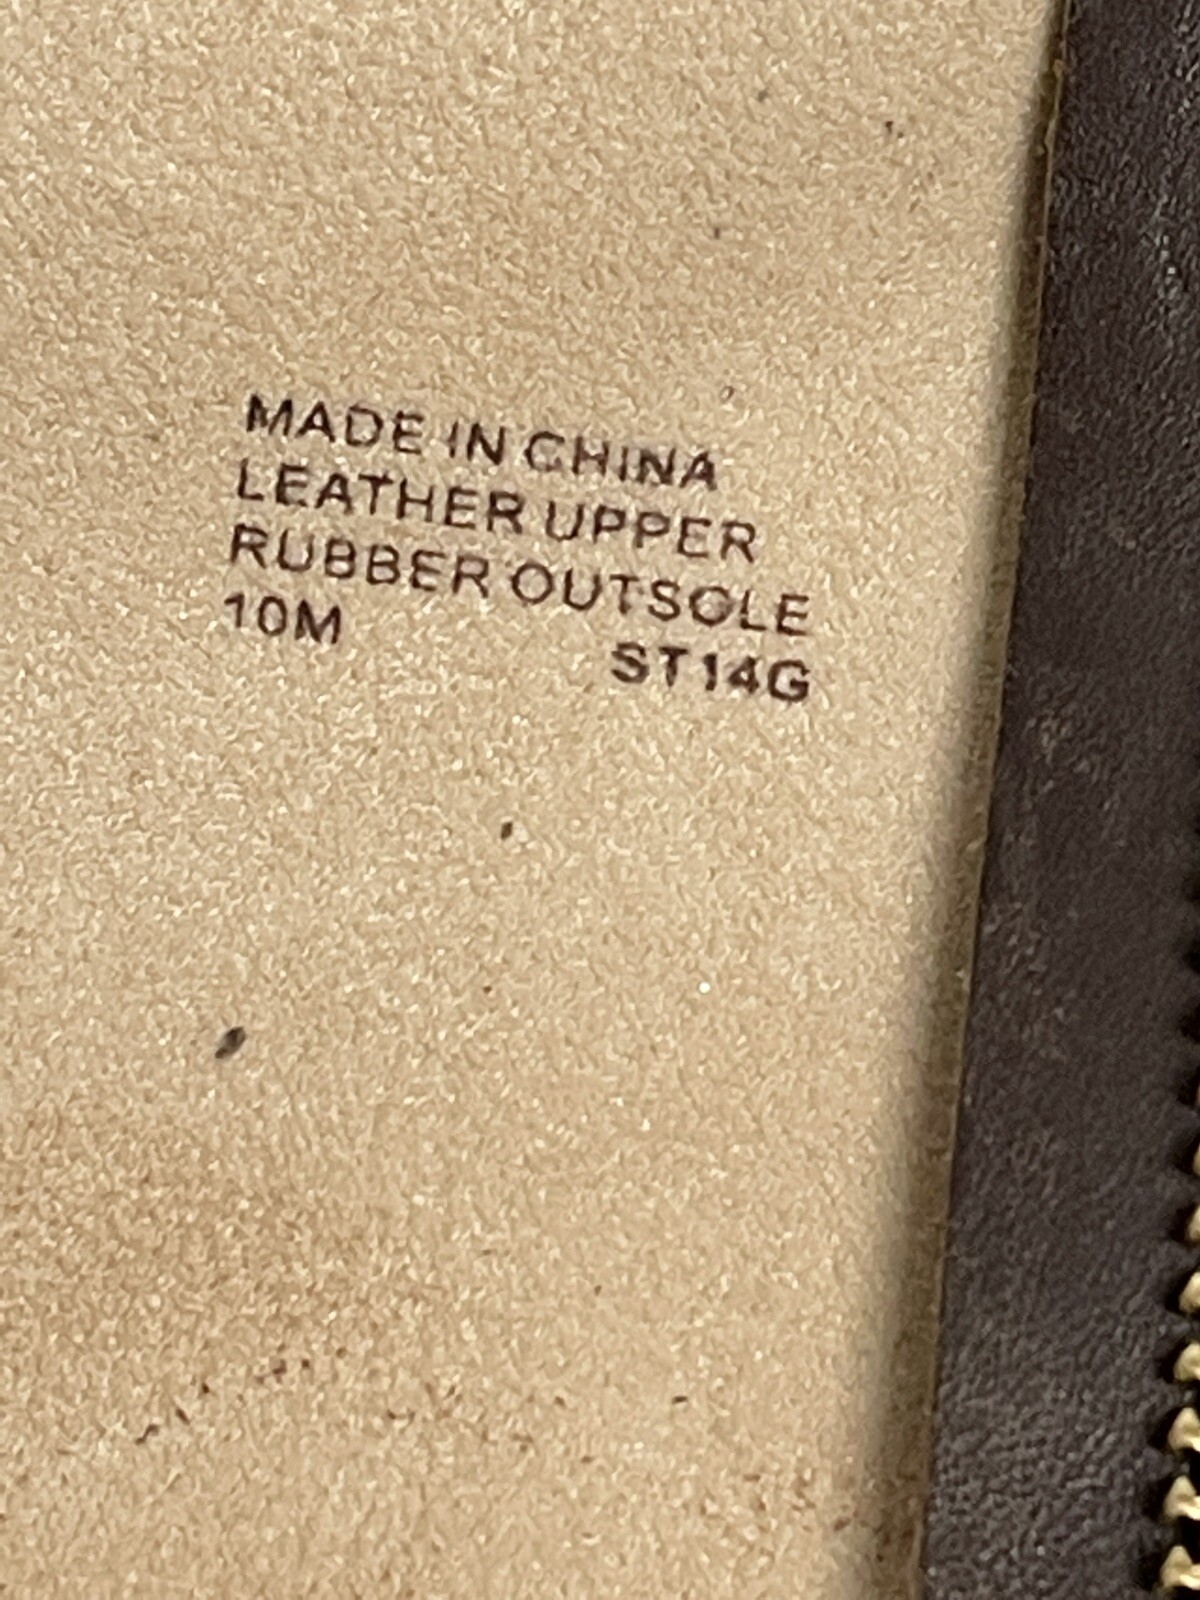 MADE IN CHINA
LEATHER UPPER
RUBBER OUTSOLE
10M ST14G